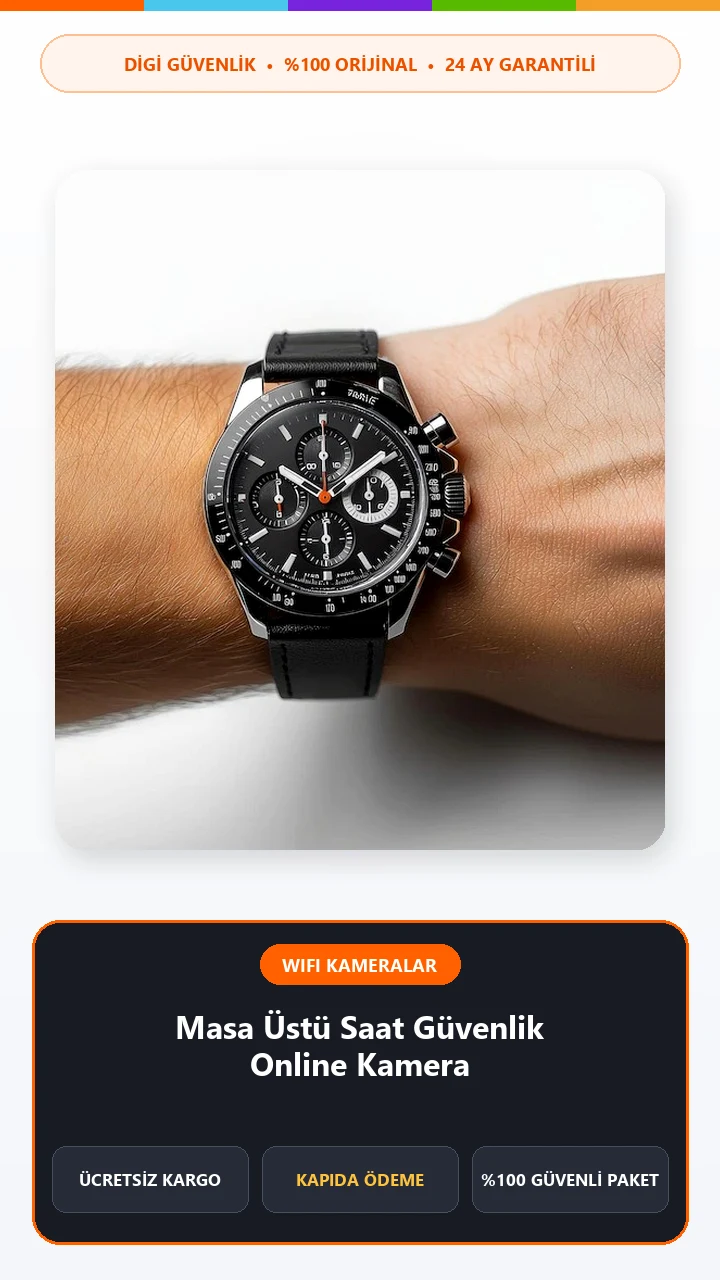 DİGİ GÜVENLİK • %100 ORİJİNAL • 24 AY GARANTİLİ
WIFI KAMERALAR
Masa Üstü Saat Güvenlik
Online Kamera
ÜCRETSİZ KARGO
KAPIDA ÖDEME
%100 GÜVENLİ PAKET